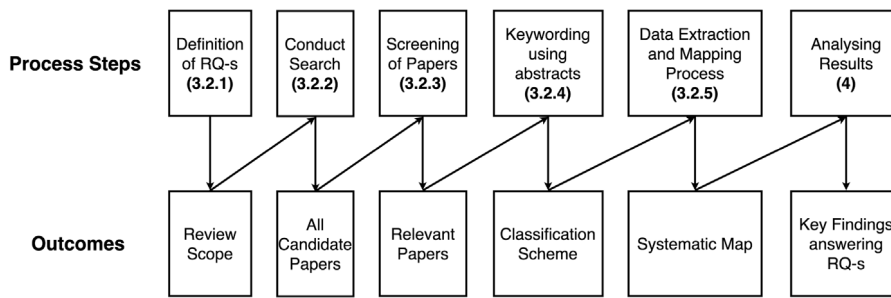 Process Steps
Definition
of RQ-s
(3.2.1)
Conduct
Search
(3.2.2)
Screening
of Papers
(3.2.3)
Keywording
using
abstracts
(3.2.4)
Data Extraction
and Mapping
Process
(3.2.5)
Analysing
Results
(4)
Outcomes
Review
Scope
All
Candidate
Papers
Relevant
Papers
Classification
Scheme
Systematic Map
Key Findings
answering
RQ-s